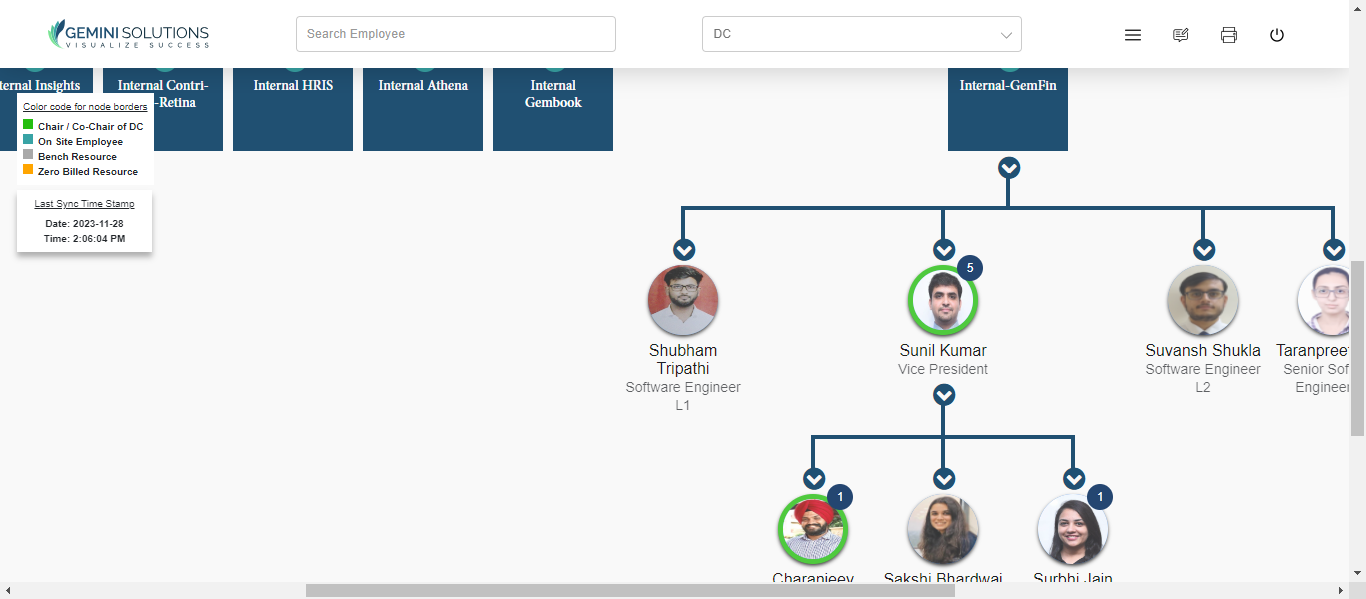 GEMINI SOLUTIONS
VISUALIZE SUCCESS
Search Employee
DC
ternal Insights
Internal Contri-
-Retina
Internal HRIS
Internal Athena
Internal
Gembook
Internal-GemFin
Color code for node borders
Chair / Co-Chair of DC
On Site Employee
Bench Resource
Zero Billed Resource
Last Sync Time Stamp
Date: 2023-11-28
Time: 2:06:04 PM
5
Shubham
Tripathi
Software Engineer
L1
Sunil Kumar
Vice President
Suvansh Shukla
Software Engineer
L2
Taranpreet
Senior Sof
Engineer
1
1
Charanjeev
Sakshi Bhardwaj
Surbhi Jain